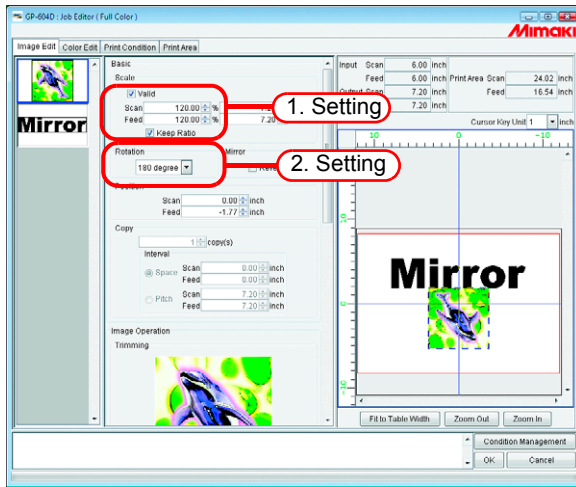 GP-604D : Job Editor ( Full Color )
Mimaki
Image Edit Color Edit Print Condition Print Area
Mirror
Basic
Scale
Valid
Scan 120.00 %
Feed 120.00 % 7.20
Keep Ratio
1. Setting
Rotation Mirror
180 degree
2. Setting
Position
Scan 0.00 inch
Feed -1.77 inch
Copy
1 copy(s)
Interval
Space Scan 0.00 inch
Feed 0.00 inch
Pitch Scan 7.20 inch
Feed 7.20 inch
Image Operation
Trimming
Input Scan 6.00 inch
Feed 6.00 inch Print Area Scan 24.02 inch
Output Scan 7.20 inch Feed 16.54 inch
7.20 inch
Cursor Key Unit 1 inch
10 0 -10
0
Mirror
Fit to Table Width Zoom Out Zoom In
Condition Management
OK Cancel